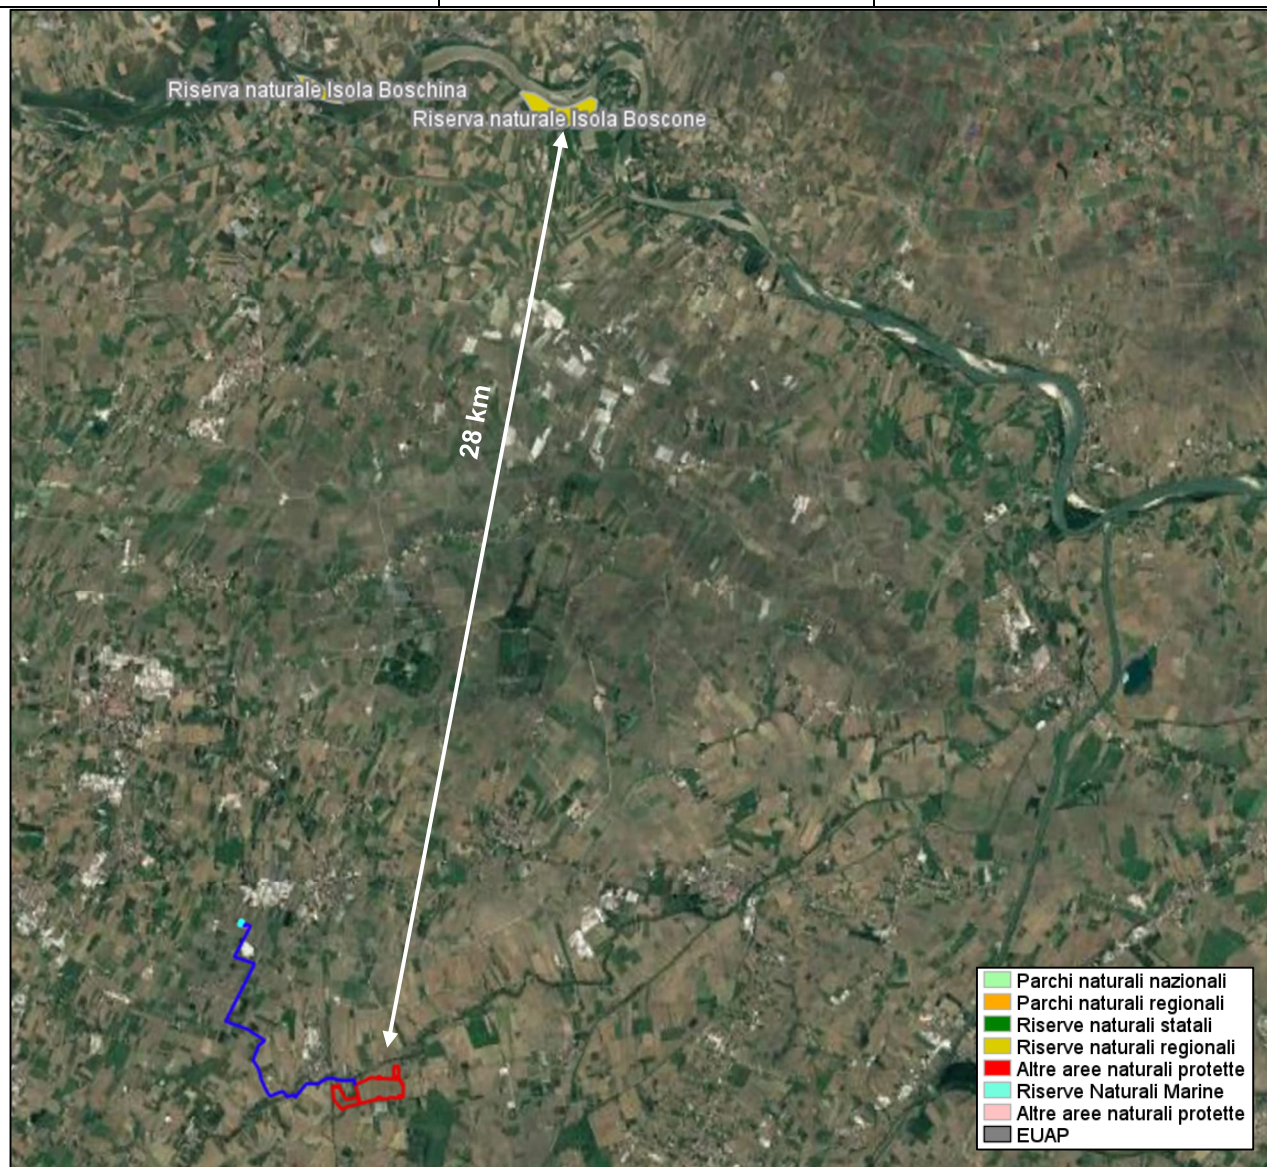 Riserva naturale Isola Boschina
Riserva naturale Isola Boscone
28 km
Parchi naturali nazionali
Parchi naturali regionali
Riserve naturali statali
Riserve naturali regionali
Altre aree naturali protette
Riserve Naturali Marine
Altre aree naturali protette
EUAP